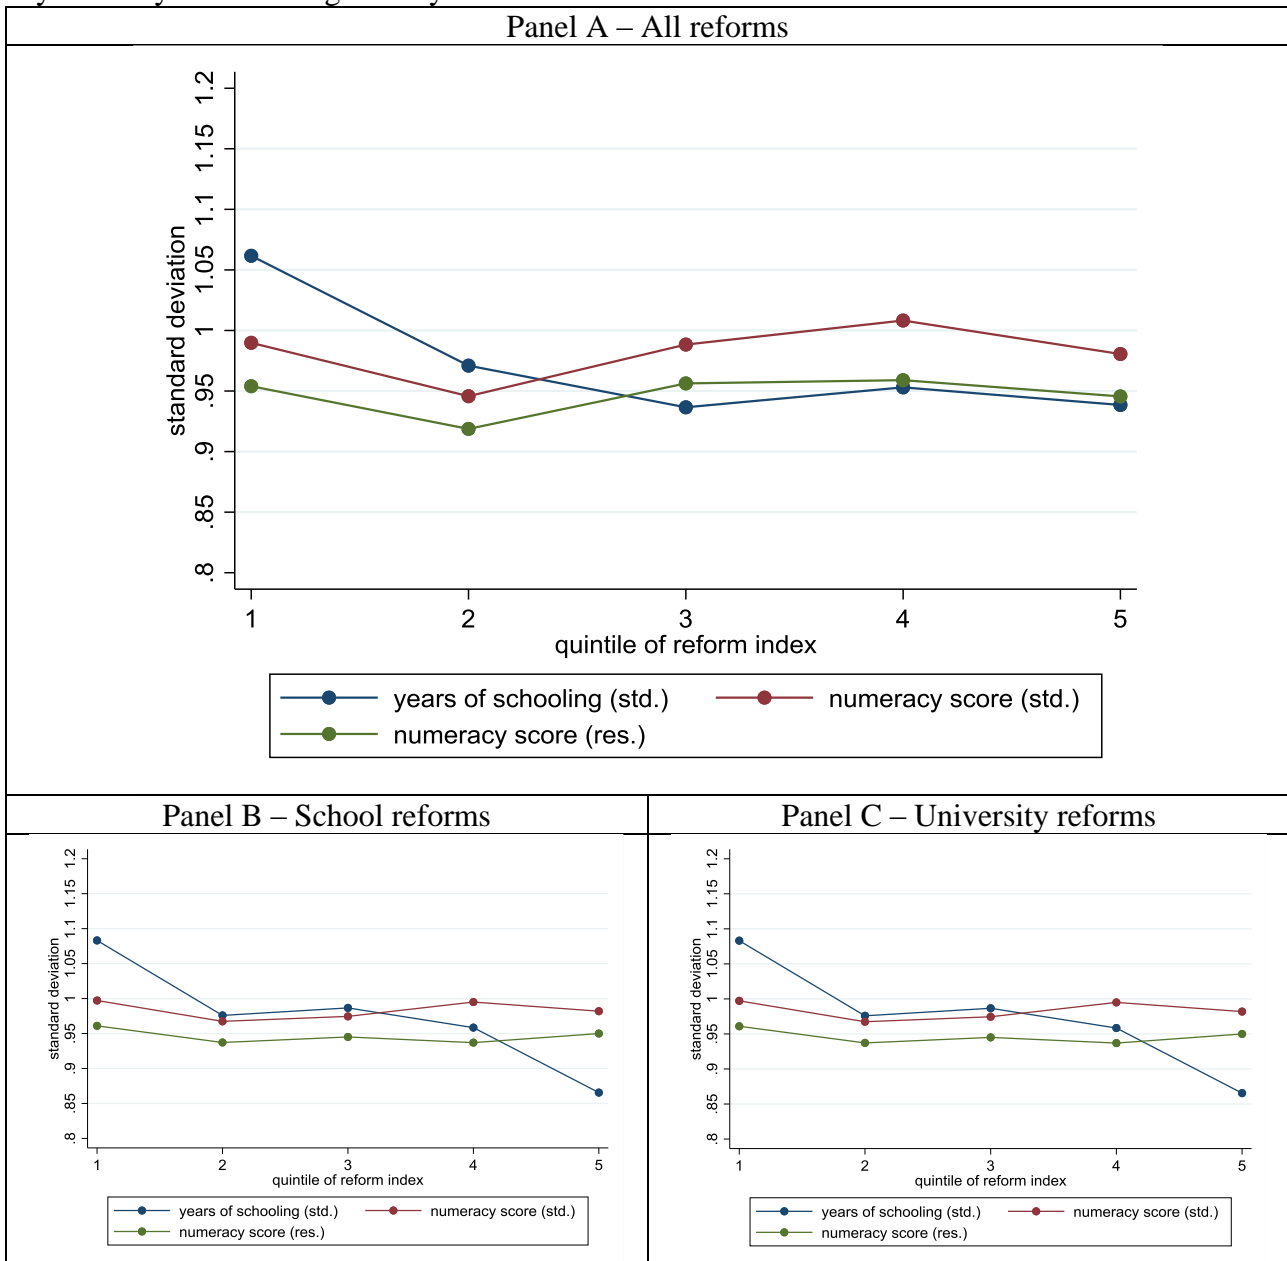 Panel A – All reforms
1.2
1.15
1.1
1.05
1
.95
.9
.85
.8
standard deviation
1 2 3 4 5
quintile of reform index
years of schooling (std.) numeracy score (std.)
numeracy score (res.)
Panel B – School reforms
1.2
1.15
1.1
1.05
1
.95
.9
.85
.8
standard deviation
1 2 3 4 5
quintile of reform index
years of schooling (std.) numeracy score (std.)
numeracy score (res.)
Panel C – University reforms
1.2
1.15
1.1
1.05
1
.95
.9
.85
.8
standard deviation
1 2 3 4 5
quintile of reform index
years of schooling (std.) numeracy score (std.)
numeracy score (res.)